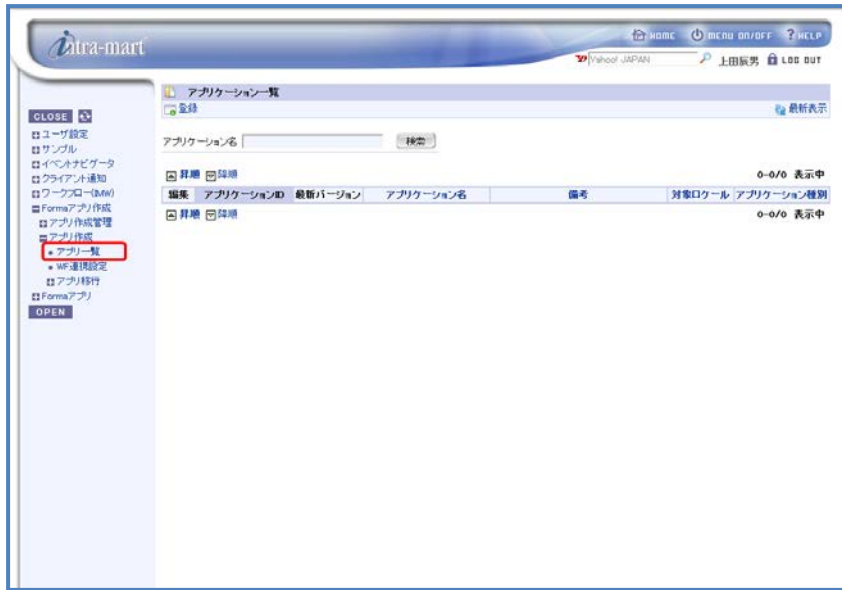 intra-mart
HOME MENU ON/OFF ? HELP
Yahoo! JAPAN 上田辰男 LOG OUT
アプリケーション一覧
登録 最新表示
アプリケーション名 検索
昇順 降順 0-0/0 表示中
編集 アプリケーションID 最新バージョン アプリケーション名 備考 対象ロケール アプリケーション種別
昇順 降順 0-0/0 表示中
CLOSE
ユーザ設定
サンプル
イベントナビゲータ
クライアント通知
ワークフロー(IMW)
Formaアプリ作成
アプリ作成管理
アプリ作成
アプリ一覧
WF連携設定
アプリ移行
Formaアプリ
OPEN